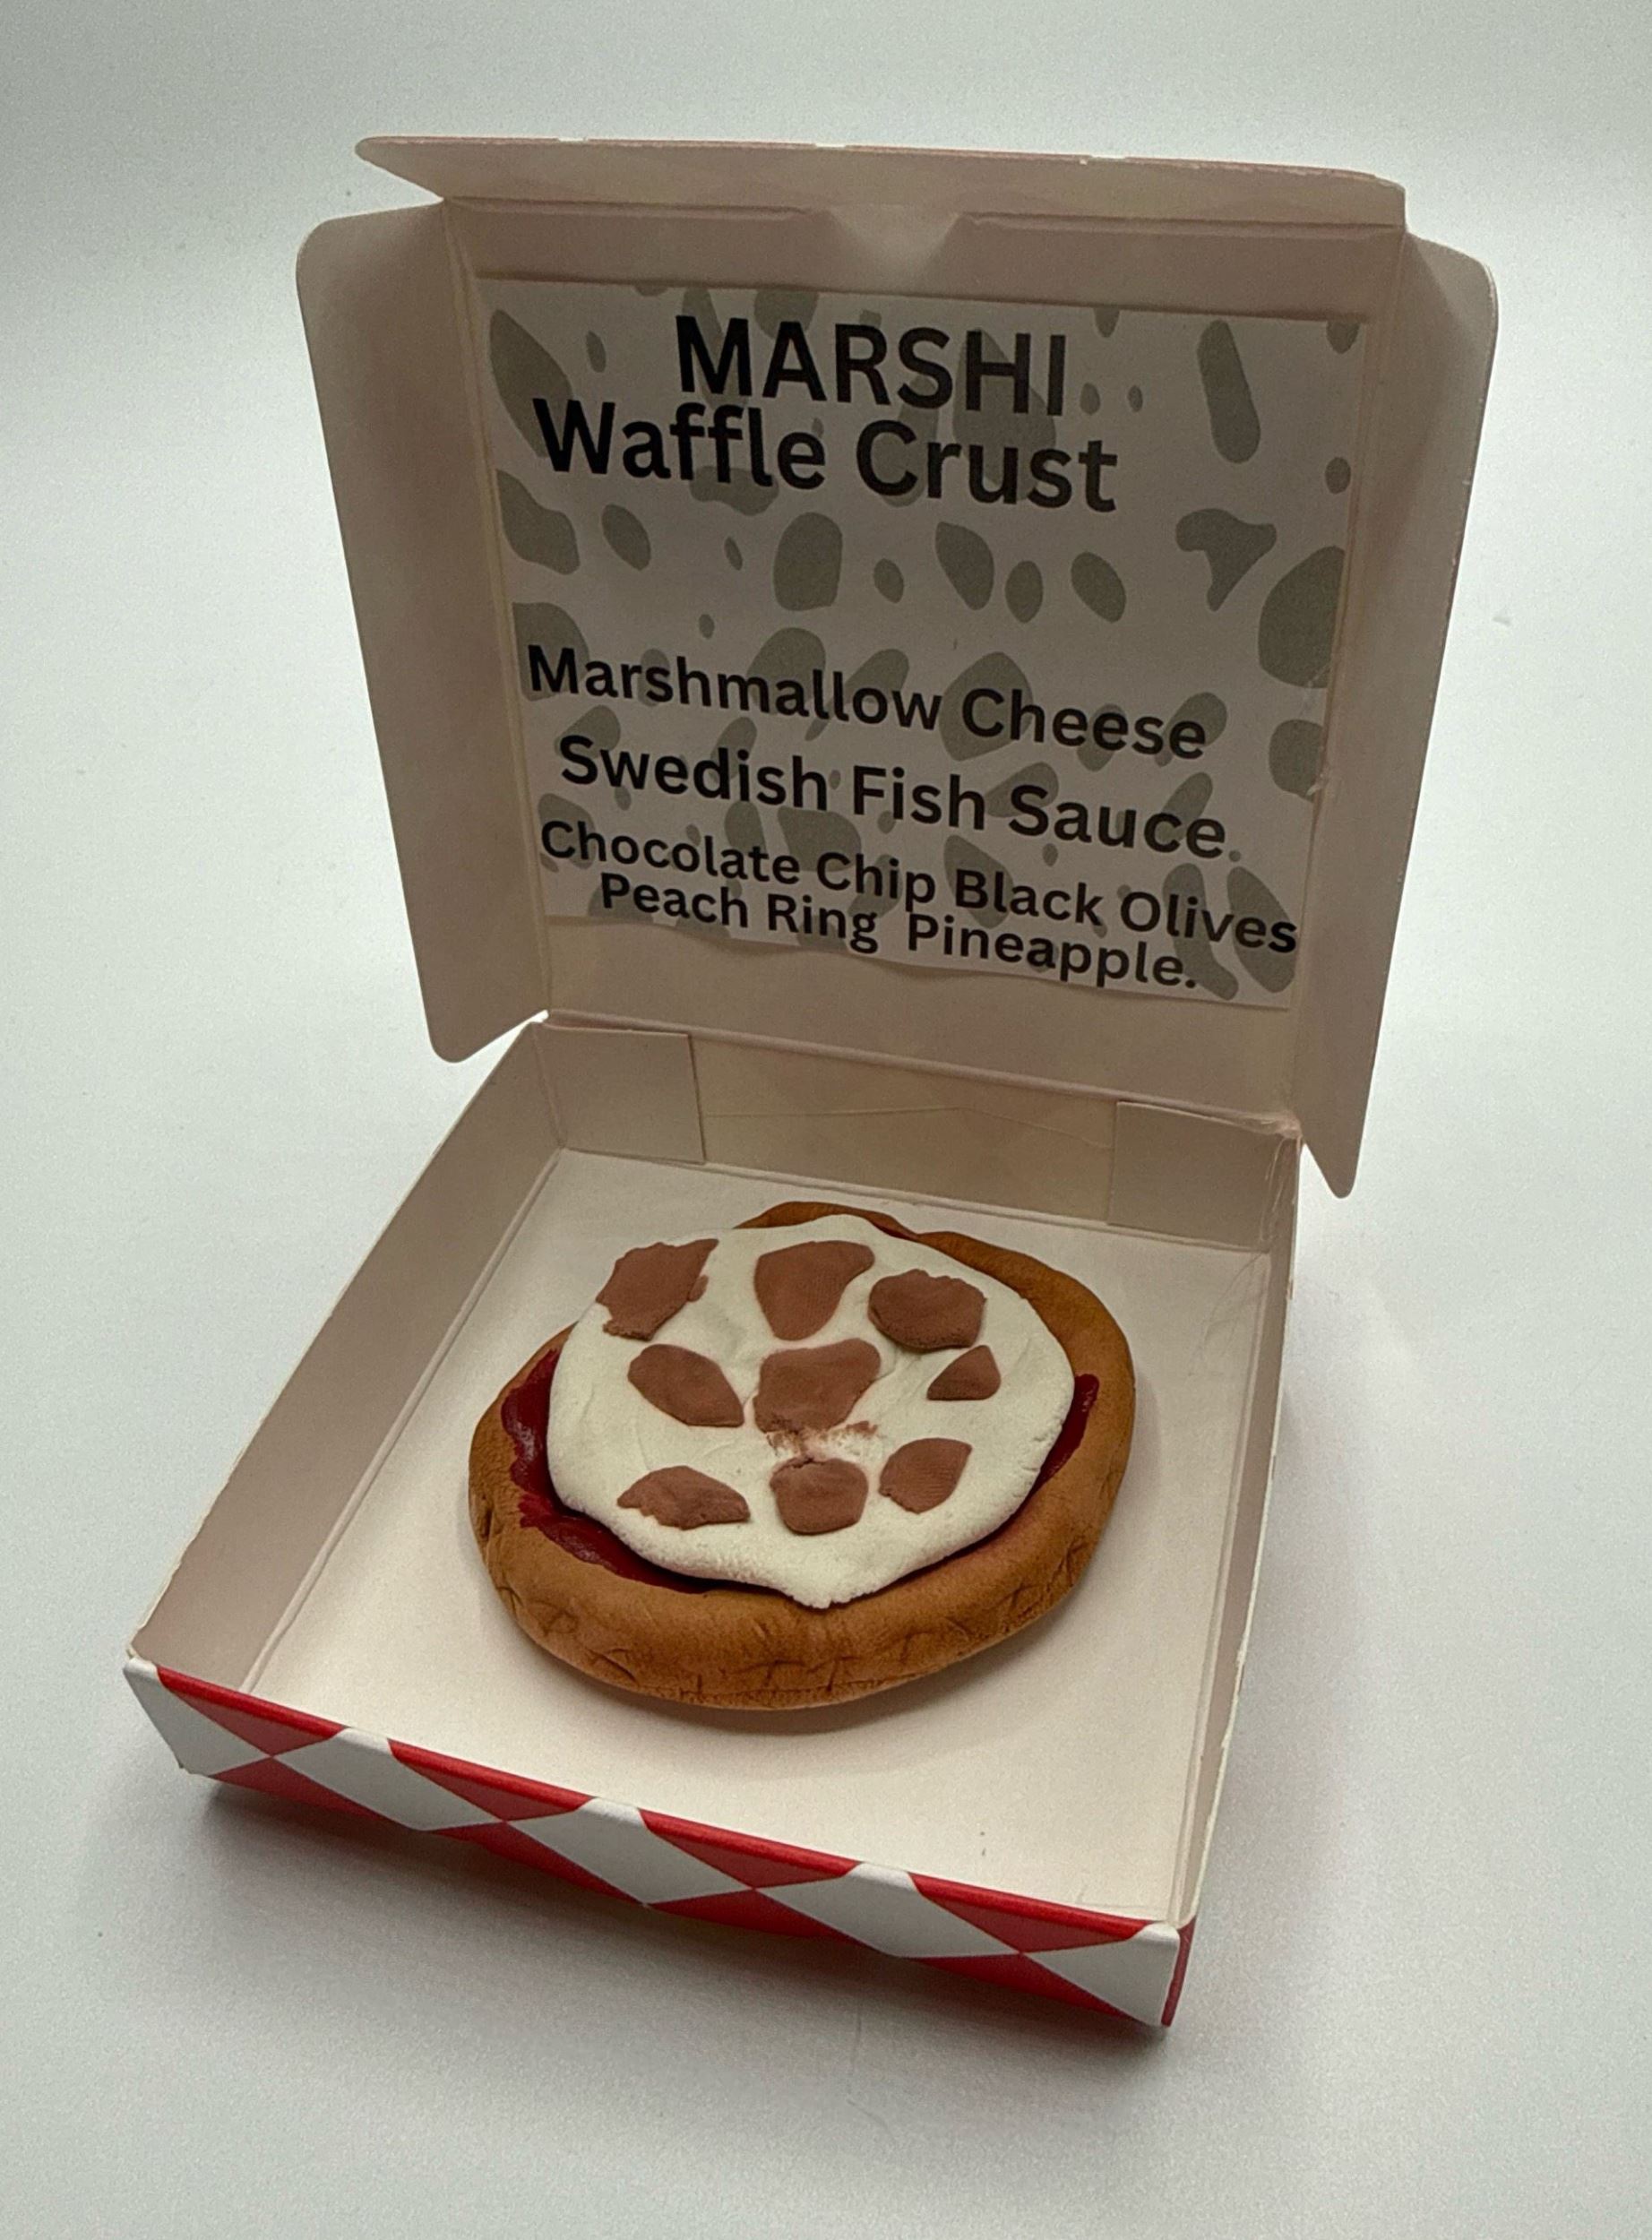 MARSHI
Waffle Crust
Marshmallow Cheese
Swedish Fish Sauce
Chocolate Chip Black Olives
Peach Ring Pineapple.